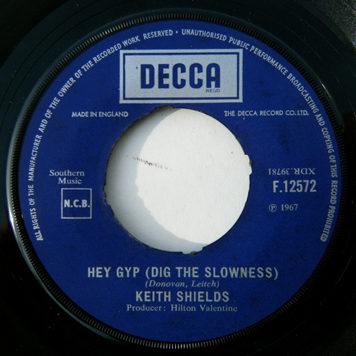 ALL RIGHTS OF THE MANUFACTURER AND OF THE OWNER OF THE RECORDED WORK RESERVED • UNAUTHORISED PUBLIC PERFORMANCE BROADCASTING AND COPYING OF THIS RECORD PROHIBITED
DECCA
REGD
MADE IN ENGLAND
THE DECCA RECORD CO. LTD.
Southern
Music
N.C.B.
XDR.39781
F.12572
℗ 1967
HEY GYP (DIG THE SLOWNESS)
(Donovan, Leitch)
KEITH SHIELDS
Producer: Hilton Valentine